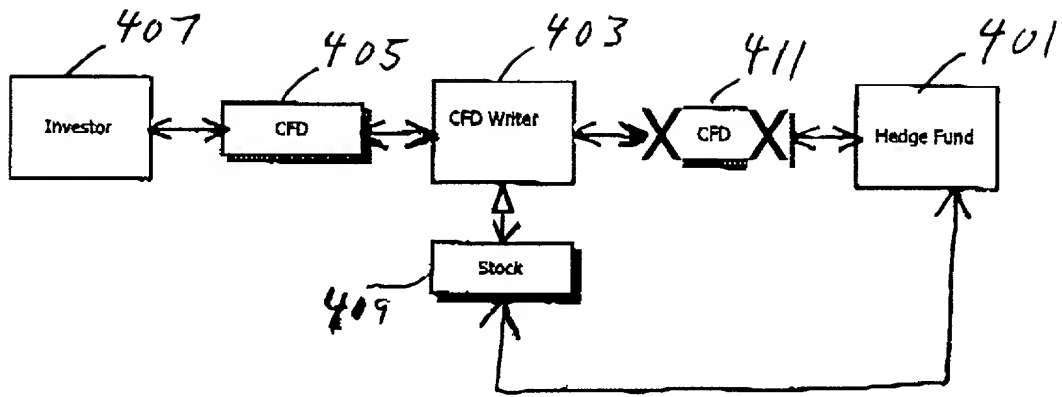 407
405
403
411
401
Investor
CFD
CFD Writer
CFD
Hedge Fund
Stock
409